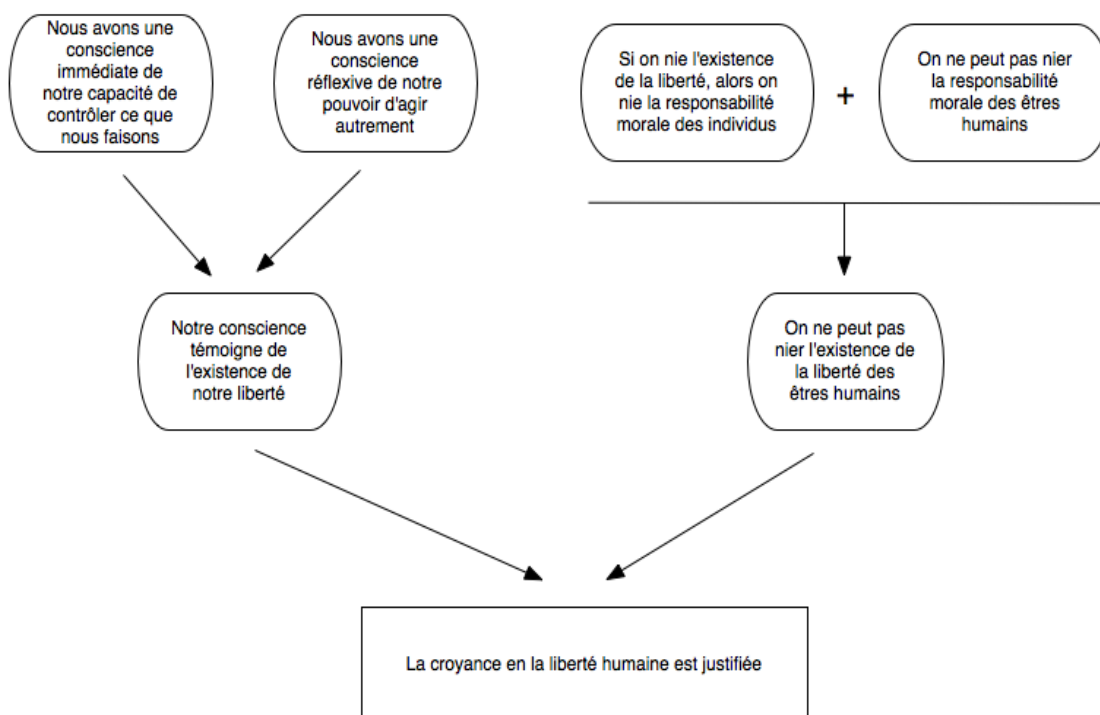 Nous avons une
conscience
immédiate de
notre capacité de
contrôler ce que
nous faisons
Nous avons une
conscience
réflexive de notre
pouvoir d'agir
autrement
Si on nie l'existence
de la liberté, alors on
nie la responsabilité
morale des individus
+
On ne peut pas nier
la responsabilité
morale des êtres
humains
Notre conscience
témoigne de
l'existence de
notre liberté
On ne peut pas
nier l'existence de
la liberté des
êtres humains
La croyance en la liberté humaine est justifiée